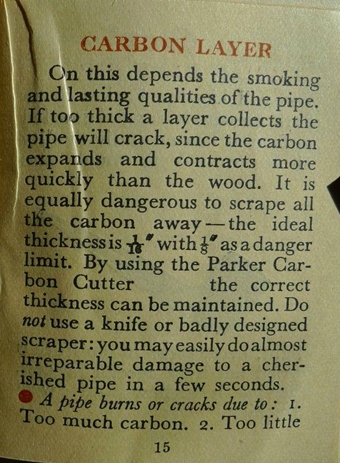 CARBON LAYER
On this depends the smoking
and lasting qualities of the pipe.
If too thick a layer collects the
pipe will crack, since the carbon
expands and contracts more
quickly than the wood. It is
equally dangerous to scrape all
the carbon away—the ideal
thickness is 1/16" with 1/8" as a danger
limit. By using the Parker Car-
bon Cutter the correct
thickness can be maintained. Do
not use a knife or badly designed
scraper: you may easily do almost
irreparable damage to a cher-
ished pipe in a few seconds.
● A pipe burns or cracks due to: 1.
Too much carbon. 2. Too little
15